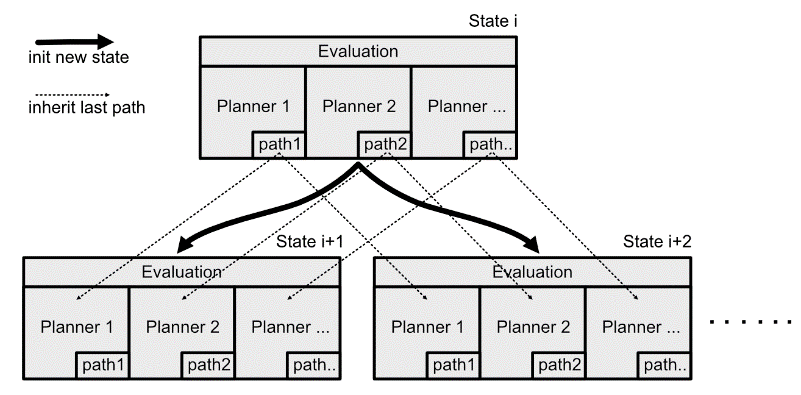 State i
init new state
inherit last path
Evaluation
Planner 1
Planner 2
Planner ...
path1
path2
path..
State i+1
Evaluation
Planner 1
Planner 2
Planner ...
path1
path2
path..
State i+2
Evaluation
Planner 1
Planner 2
Planner ...
path1
path2
path..
. . . . . .